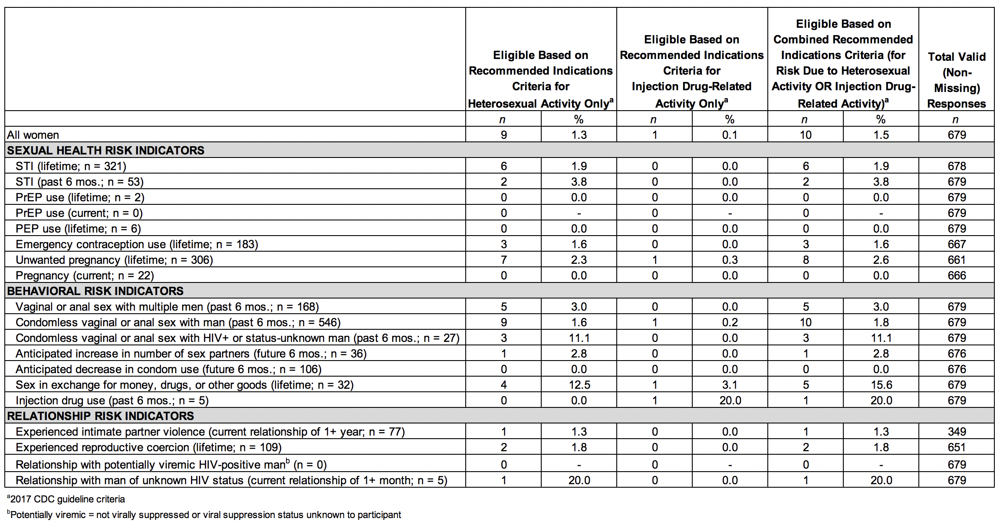 Eligible Based on
Recommended Indications
Criteria for
Heterosexual Activity Onlyª
Eligible Based on
Recommended Indications
Criteria for
Injection Drug-Related
Activity Onlyª
Eligible Based on
Combined Recommended
Indications Criteria (for
Risk Due to Heterosexual
Activity OR Injection Drug-
Related Activity)ª
Total Valid
(Non-
Missing)
Responses
n % n % n % n
All women 9 1.3 1 0.1 10 1.5 679
SEXUAL HEALTH RISK INDICATORS
STI (lifetime; n = 321) 6 1.9 0 0.0 6 1.9 678
STI (past 6 mos.; n = 53) 2 3.8 0 0.0 2 3.8 679
PrEP use (lifetime; n = 2) 0 0.0 0 0.0 0 0.0 679
PrEP use (current; n = 0) 0 - 0 - 0 - 679
PEP use (lifetime; n = 6) 0 0.0 0 0.0 0 0.0 679
Emergency contraception use (lifetime; n = 183) 3 1.6 0 0.0 3 1.6 667
Unwanted pregnancy (lifetime; n = 306) 7 2.3 1 0.3 8 2.6 661
Pregnancy (current; n = 22) 0 0.0 0 0.0 0 0.0 666
BEHAVIORAL RISK INDICATORS
Vaginal or anal sex with multiple men (past 6 mos.; n = 168) 5 3.0 0 0.0 5 3.0 679
Condomless vaginal or anal sex with man (past 6 mos.; n = 546) 9 1.6 1 0.2 10 1.8 679
Condomless vaginal or anal sex with HIV+ or status-unknown man (past 6 mos.; n = 27) 3 11.1 0 0.0 3 11.1 679
Anticipated increase in number of sex partners (future 6 mos.; n = 36) 1 2.8 0 0.0 1 2.8 676
Anticipated decrease in condom use (future 6 mos.; n = 106) 0 0.0 0 0.0 0 0.0 676
Sex in exchange for money, drugs, or other goods (lifetime; n = 32) 4 12.5 1 3.1 5 15.6 679
Injection drug use (past 6 mos.; n = 5) 0 0.0 1 20.0 1 20.0 679
RELATIONSHIP RISK INDICATORS
Experienced intimate partner violence (current relationship of 1+ year; n = 77) 1 1.3 0 0.0 1 1.3 349
Experienced reproductive coercion (lifetime; n = 109) 2 1.8 0 0.0 2 1.8 651
Relationship with potentially viremic HIV-positive manᵇ (n = 0) 0 - 0 - 0 - 679
Relationship with man of unknown HIV status (current relationship of 1+ month; n = 5) 1 20.0 0 0.0 1 20.0 679
ª2017 CDC guideline criteria
ᵇPotentially viremic = not virally suppressed or viral suppression status unknown to participant